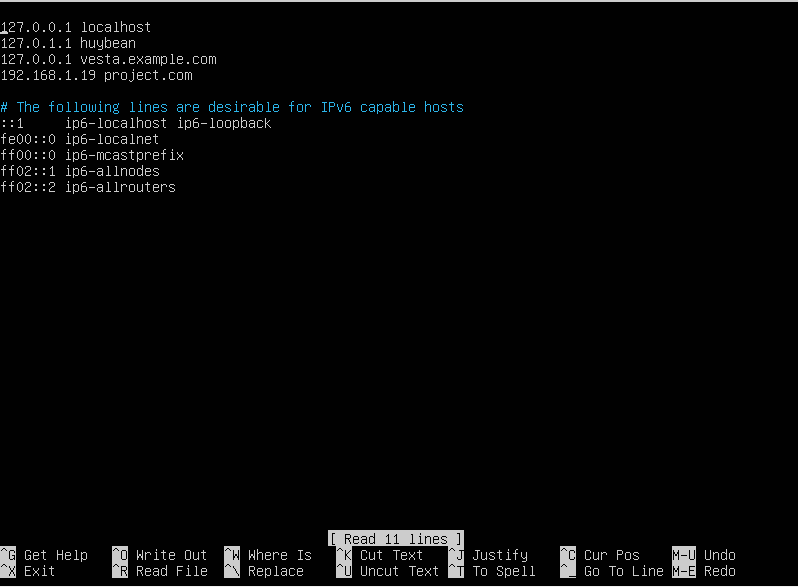 127.0.0.1 localhost
127.0.1.1 huybean
127.0.0.1 vesta.example.com
192.168.1.19 project.com
# The following lines are desirable for IPv6 capable hosts
::1     ip6-localhost ip6-loopback
fe00::0 ip6-localnet
ff00::0 ip6-mcastprefix
ff02::1 ip6-allnodes
ff02::2 ip6-allrouters
[ Read 11 lines ]
^G Get Help ^O Write Out ^W Where Is ^K Cut Text ^J Justify ^C Cur Pos M-U Undo
^X Exit ^R Read File ^\ Replace ^U Uncut Text ^T To Spell ^_ Go To Line M-E Redo